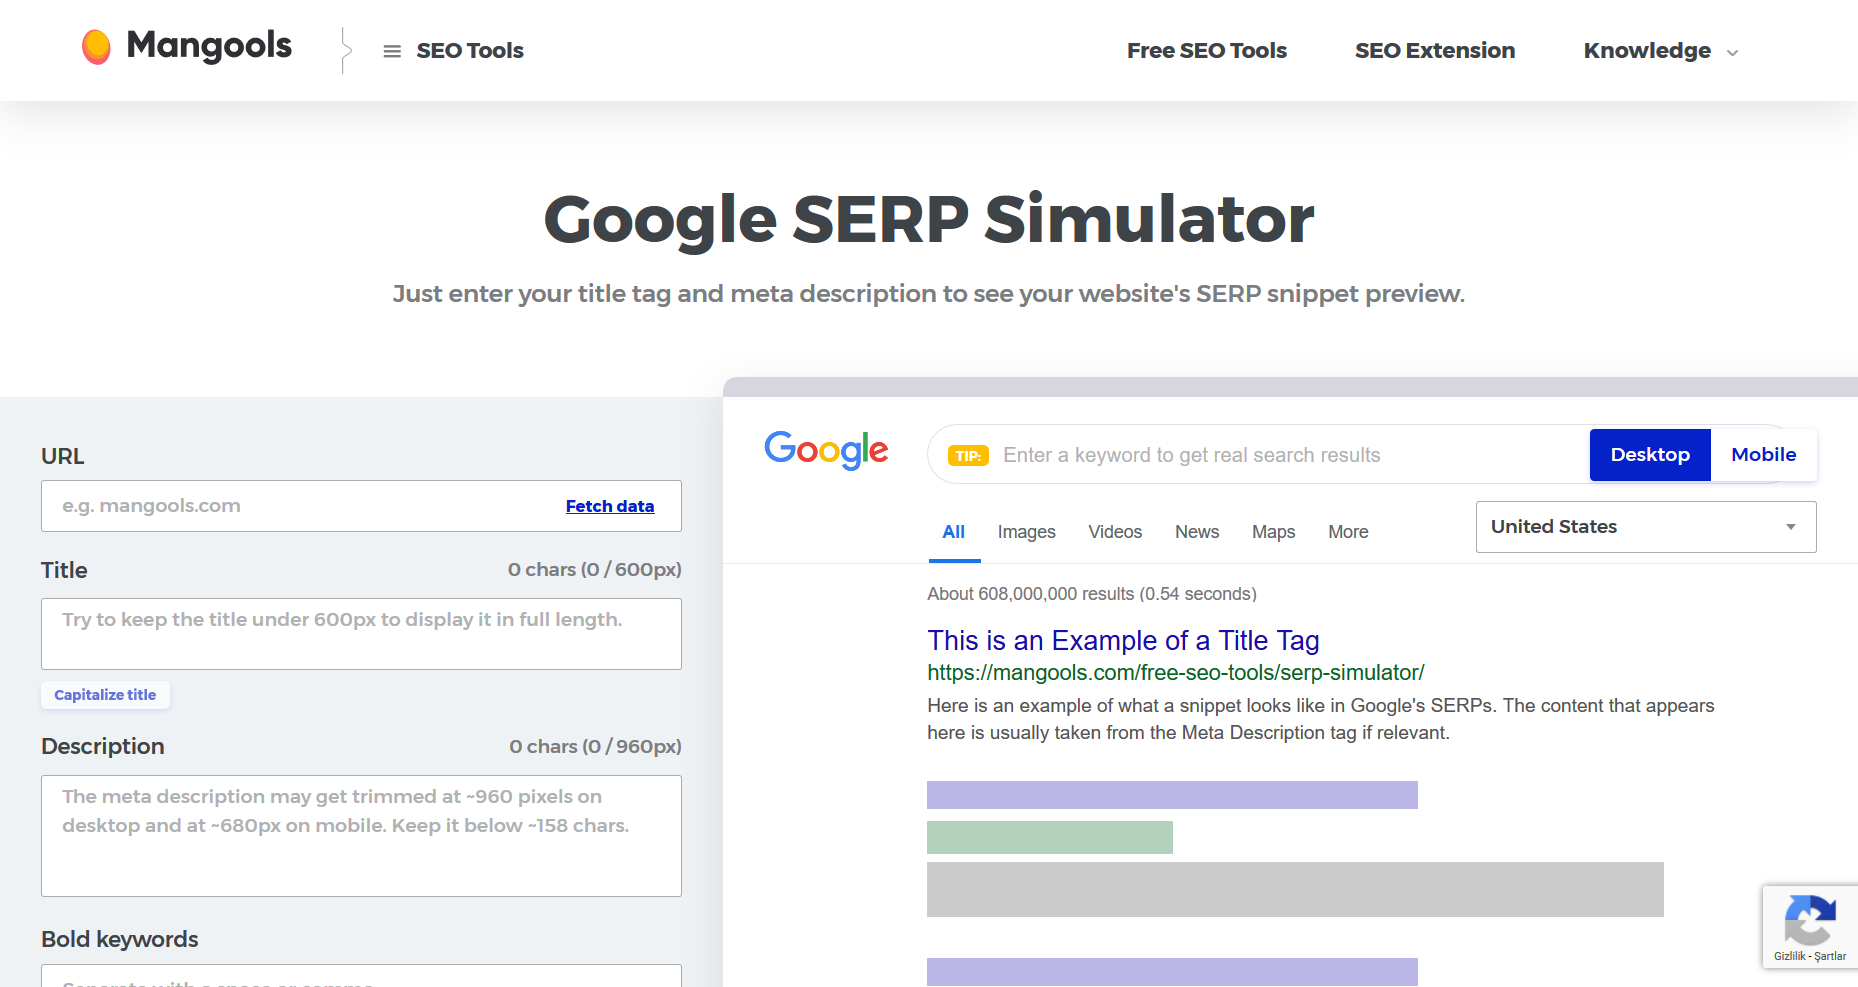 Mangools
SEO Tools
Free SEO Tools
SEO Extension
Knowledge
Google SERP Simulator
Just enter your title tag and meta description to see your website's SERP snippet preview.
URL
e.g. mangools.com
Fetch data
Title
0 chars (0 / 600px)
Try to keep the title under 600px to display it in full length.
Capitalize title
Description
0 chars (0 / 960px)
The meta description may get trimmed at ~960 pixels on
desktop and at ~680px on mobile. Keep it below ~158 chars.
Bold keywords
Separate with a space or comma
Google
TIP:
Enter a keyword to get real search results
Desktop
Mobile
All
Images
Videos
News
Maps
More
United States
About 608,000,000 results (0.54 seconds)
This is an Example of a Title Tag
https://mangools.com/free-seo-tools/serp-simulator/
Here is an example of what a snippet looks like in Google's SERPs. The content that appears
here is usually taken from the Meta Description tag if relevant.
Gizlilik - Şartlar